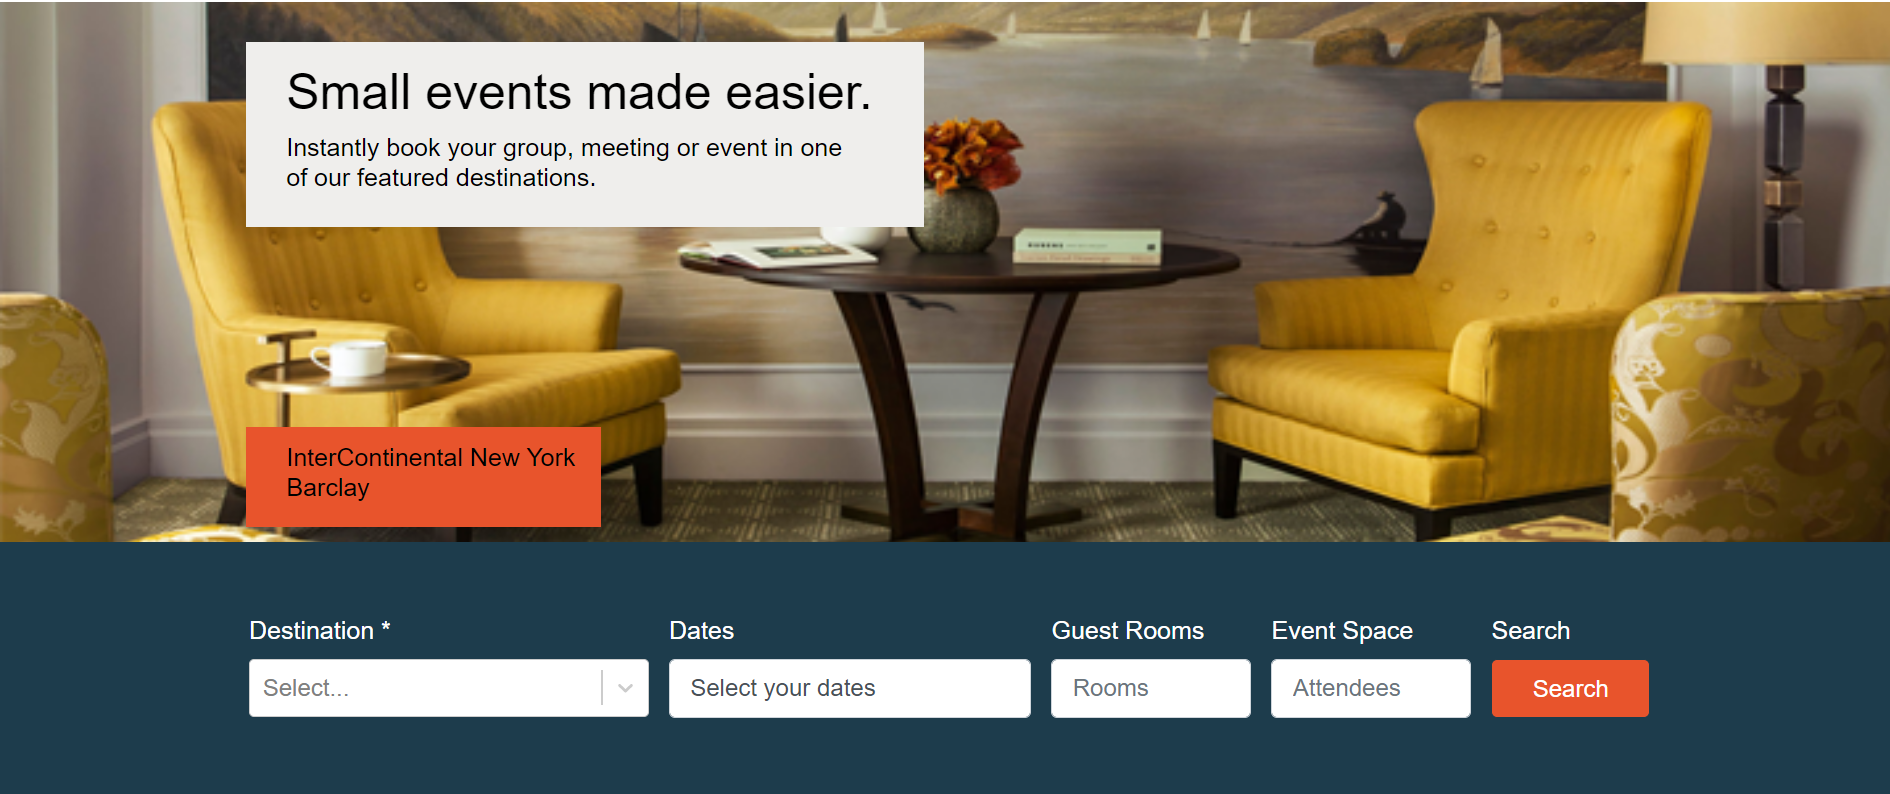 Small events made easier.
Instantly book your group, meeting or event in one
of our featured destinations.
InterContinental New York
Barclay
Destination *
Dates
Guest Rooms
Event Space
Search
Select...
Select your dates
Rooms
Attendees
Search